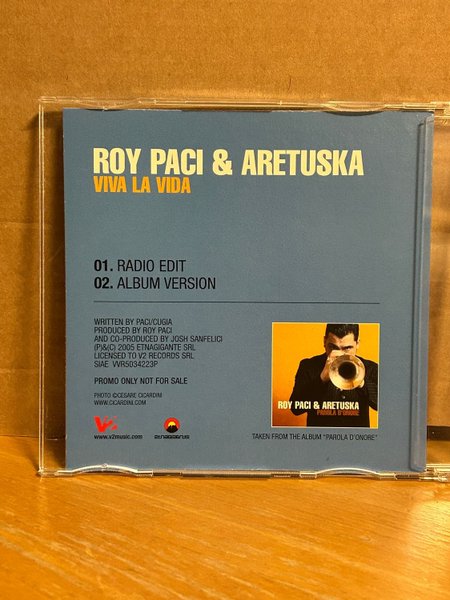 ROY PACI & ARETUSKA
VIVA LA VIDA
01. RADIO EDIT
02. ALBUM VERSION
WRITTEN BY PACI/CUGIA
PRODUCED BY ROY PACI
AND CO-PRODUCED BY JOSH SANFELICI
(P)&(C) 2005 ETNAGIGANTE SRL
LICENSED TO V2 RECORDS SRL
SIAE VVR5034223P
PROMO ONLY NOT FOR SALE
PHOTO ©CESARE CICARDINI
WWW.CICARDINI.COM
V2
www.v2music.com
ETNAGIGANTE
ROY PACI & ARETUSKA
PAROLA D'ONORE
TAKEN FROM THE ALBUM "PAROLA D'ONORE"